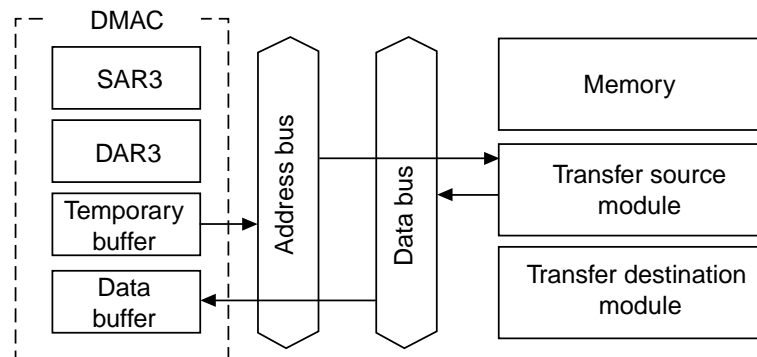 DMAC
SAR3
DAR3
Temporary
buffer
Data
buffer
Address bus
Data bus
Memory
Transfer source
module
Transfer destination
module